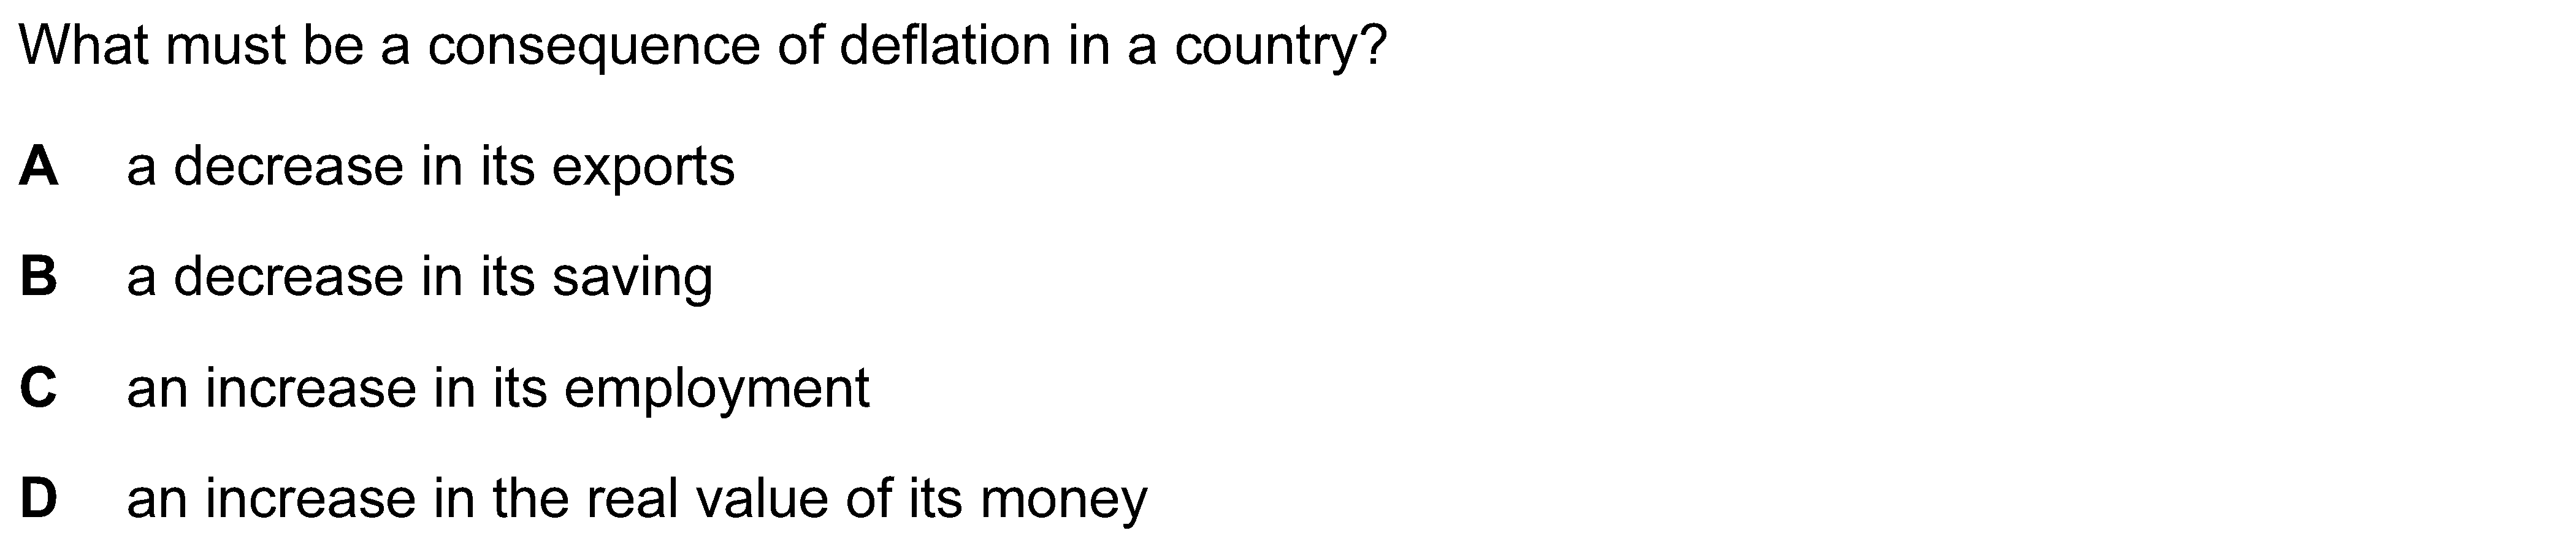 What must be a consequence of deflation in a country?
A a decrease in its exports
B a decrease in its saving
C an increase in its employment
D an increase in the real value of its money